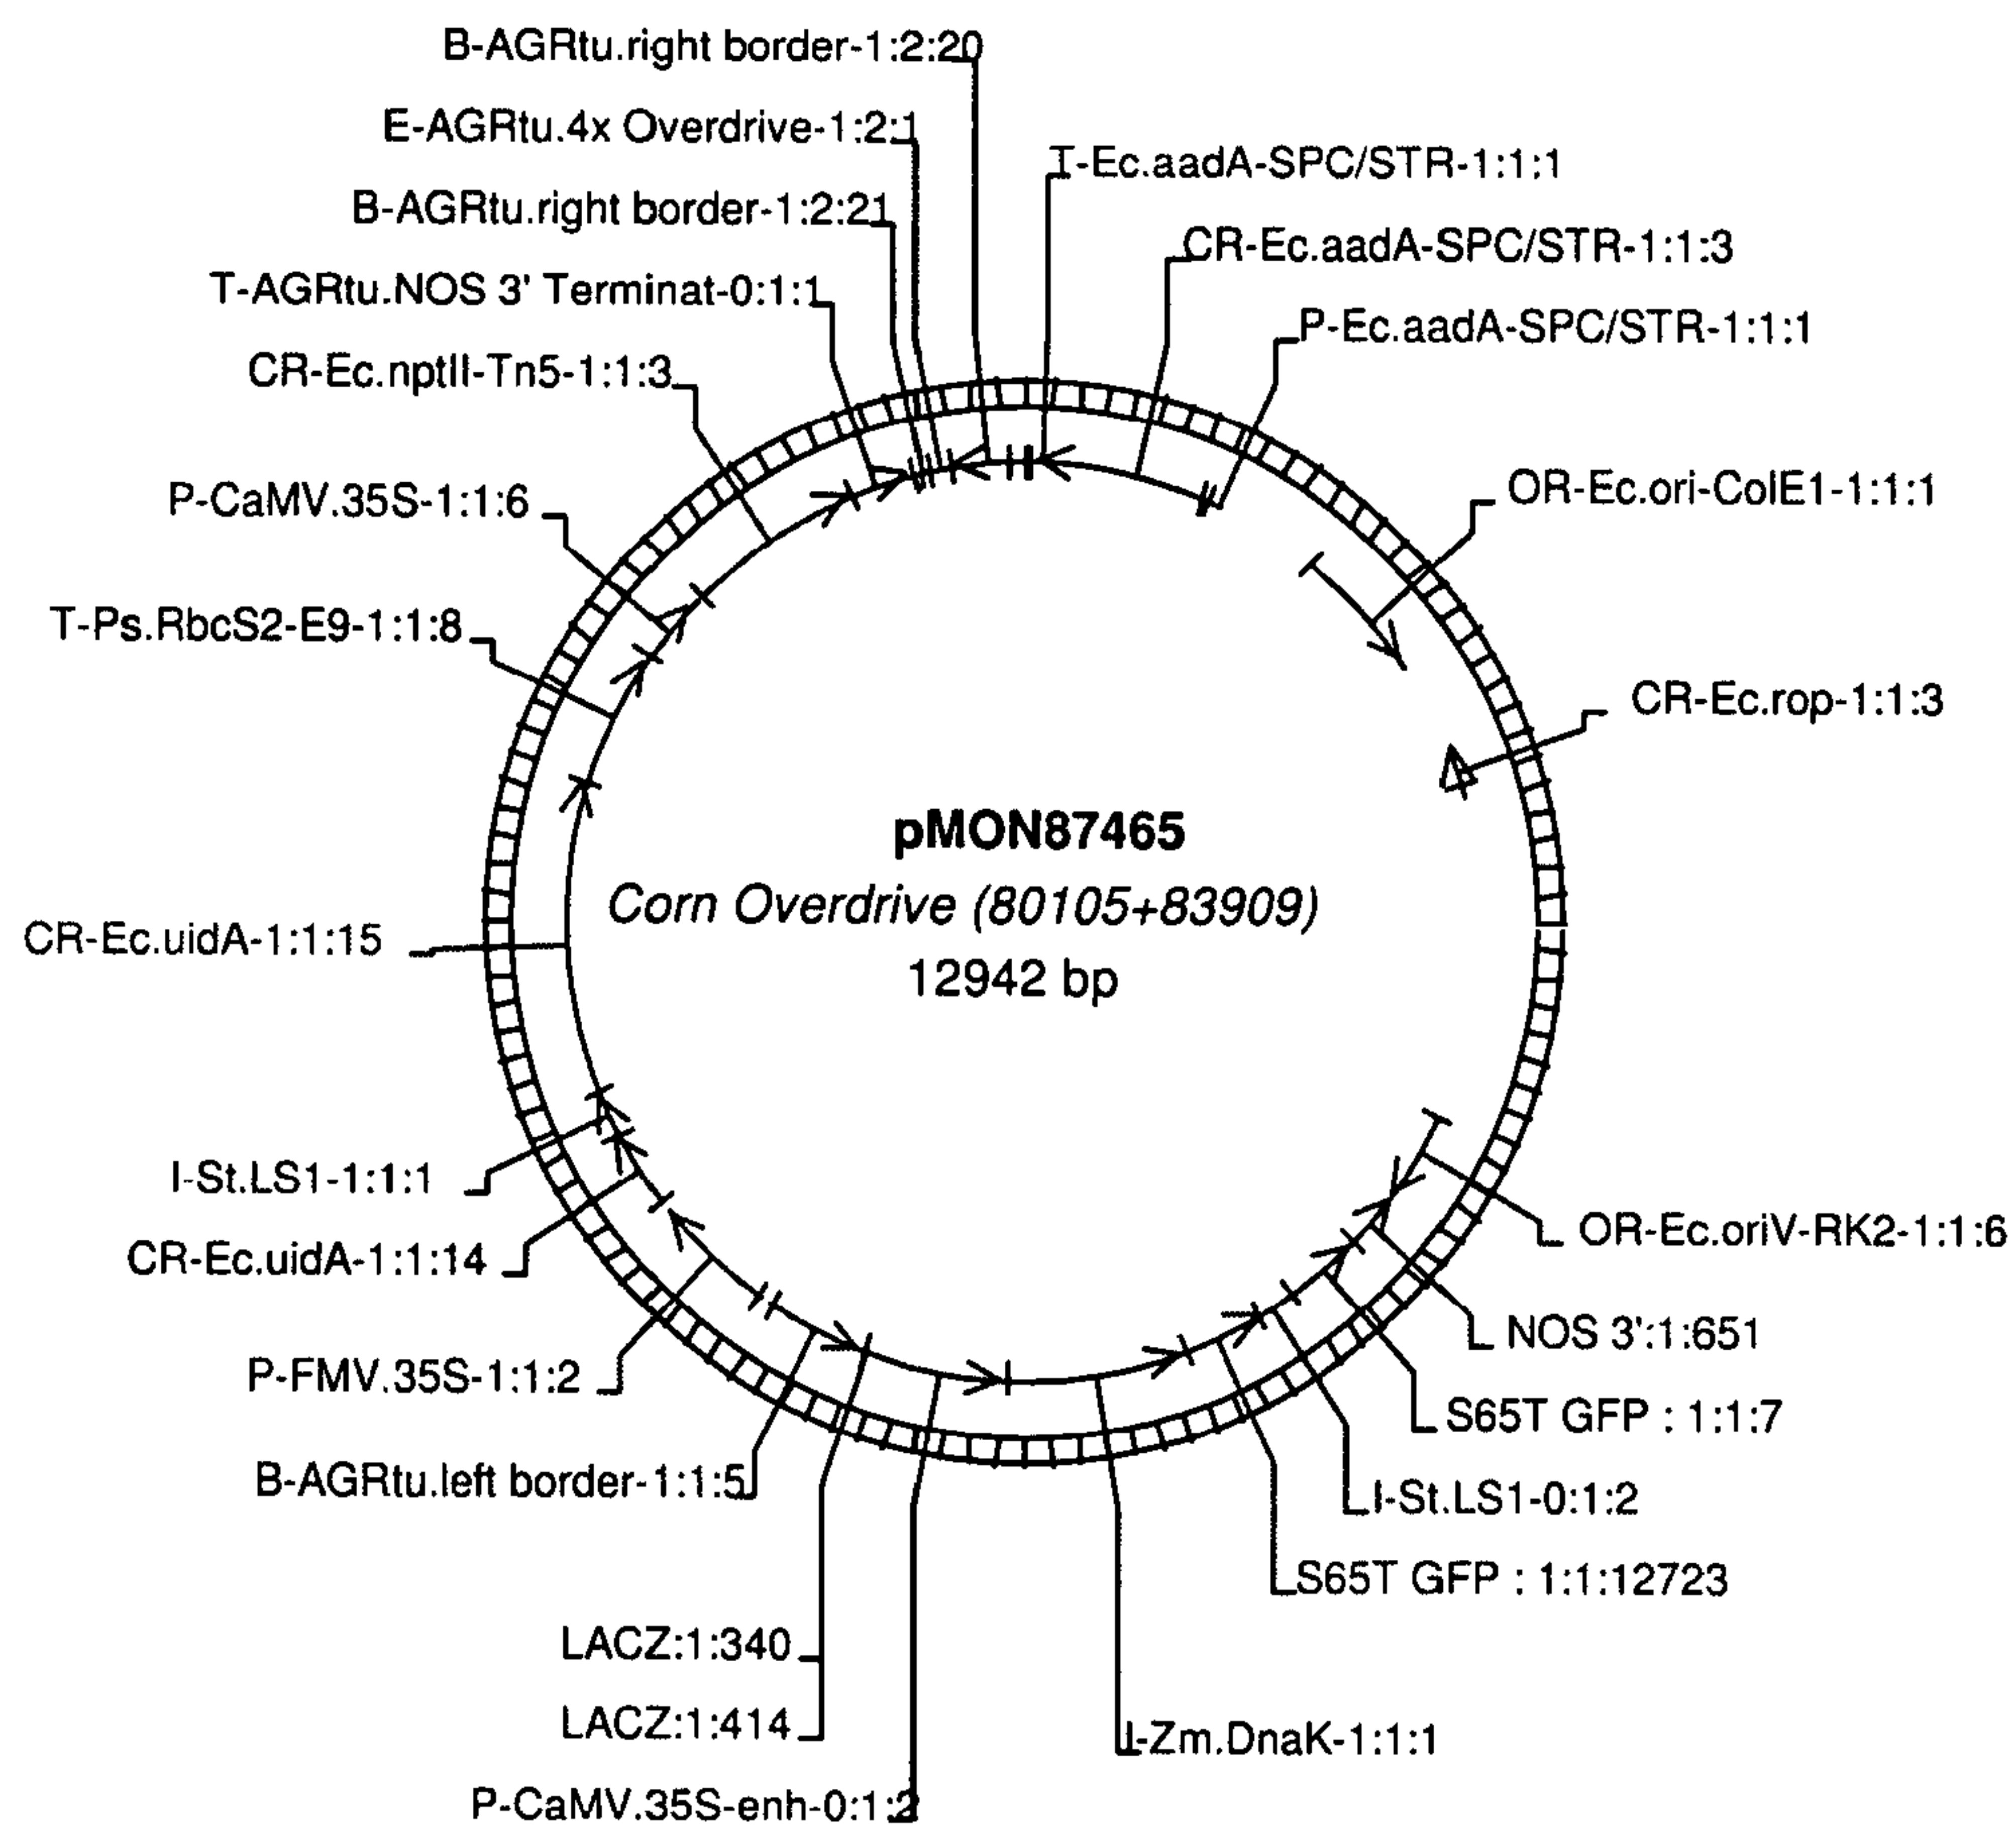 B-AGRtu.right border-1:2:20
E-AGRtu.4x Overdrive-1:2:1
I-Ec.aadA-SPC/STR-1:1:1
B-AGRtu.right border-1:2:21
CR-Ec.aadA-SPC/STR-1:1:3
T-AGRtu.NOS 3' Terminat-0:1:1
P-Ec.aadA-SPC/STR-1:1:1
CR-Ec.nptII-Tn5-1:1:3
P-CaMV.35S-1:1:6
OR-Ec.ori-ColE1-1:1:1
T-Ps.RbcS2-E9-1:1:8
CR-Ec.rop-1:1:3
pMON87465
Corn Overdrive (80105+83909)
12942 bp
CR-Ec.uidA-1:1:15
I-St.LS1-1:1:1
OR-Ec.oriV-RK2-1:1:6
CR-Ec.uidA-1:1:14
NOS 3':1:651
P-FMV.35S-1:1:2
S65T GFP : 1:1:7
B-AGRtu.left border-1:1:5
I-St.LS1-0:1:2
S65T GFP : 1:1:12723
LACZ:1:340
LACZ:1:414
I-Zm.DnaK-1:1:1
P-CaMV.35S-enh-0:1:2